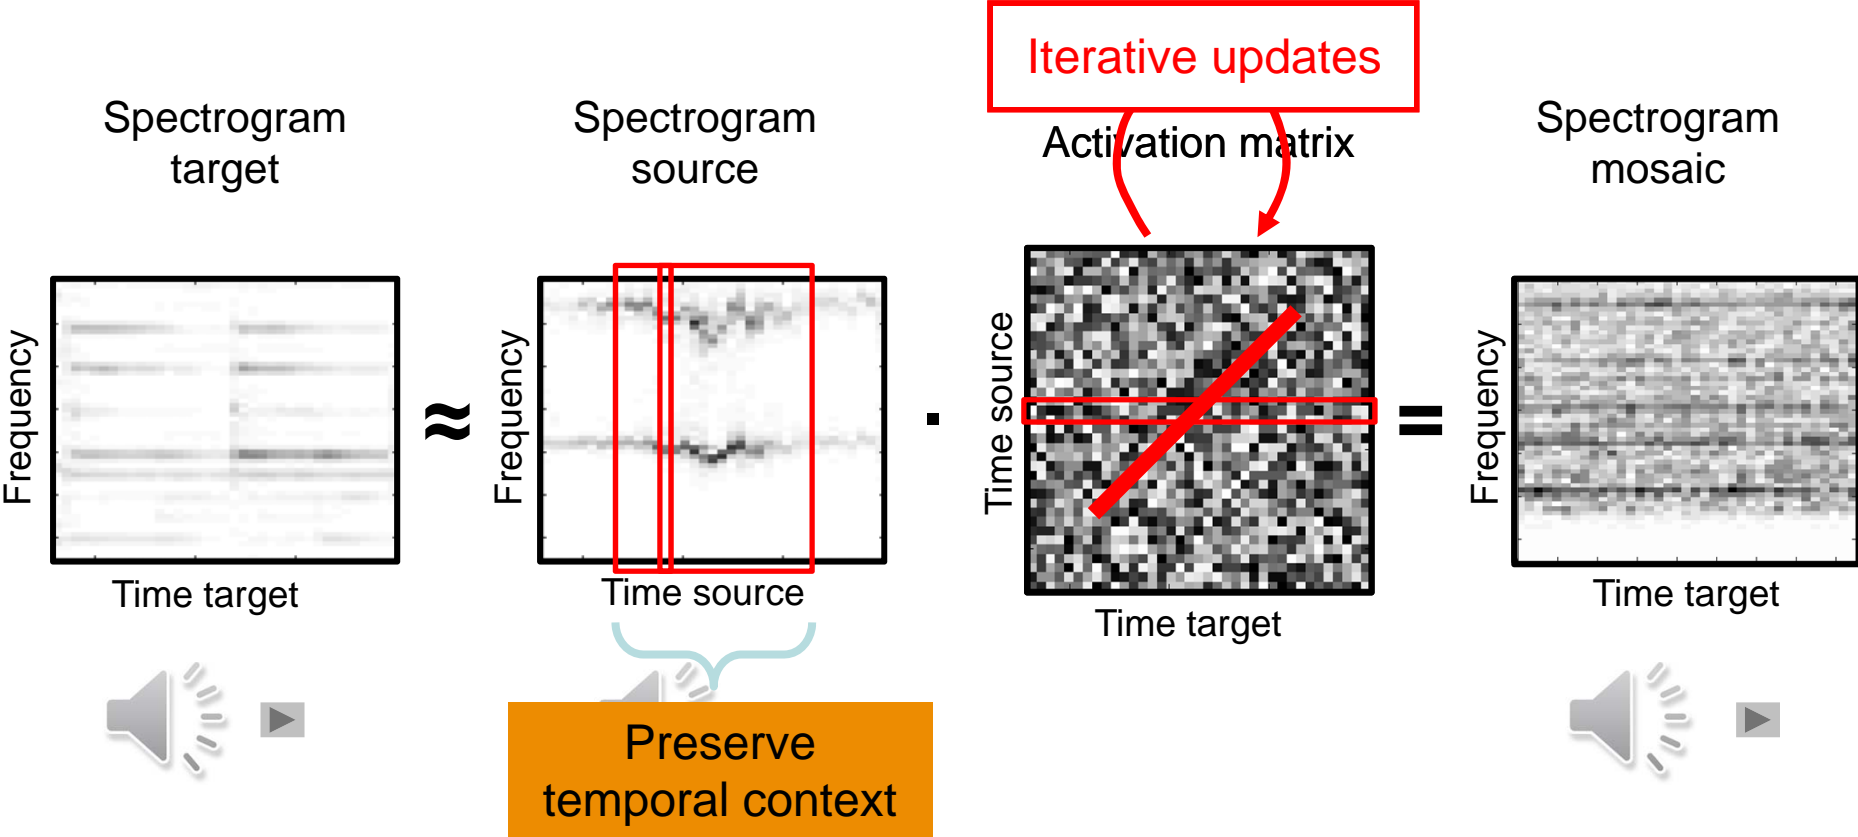 Iterative updates
Spectrogram
target
Spectrogram
source
Activation matrix
Spectrogram
mosaic
Frequency
≈
Frequency
·
Time source
=
Frequency
Time target
Time source
Time target
Time target
Preserve
temporal context